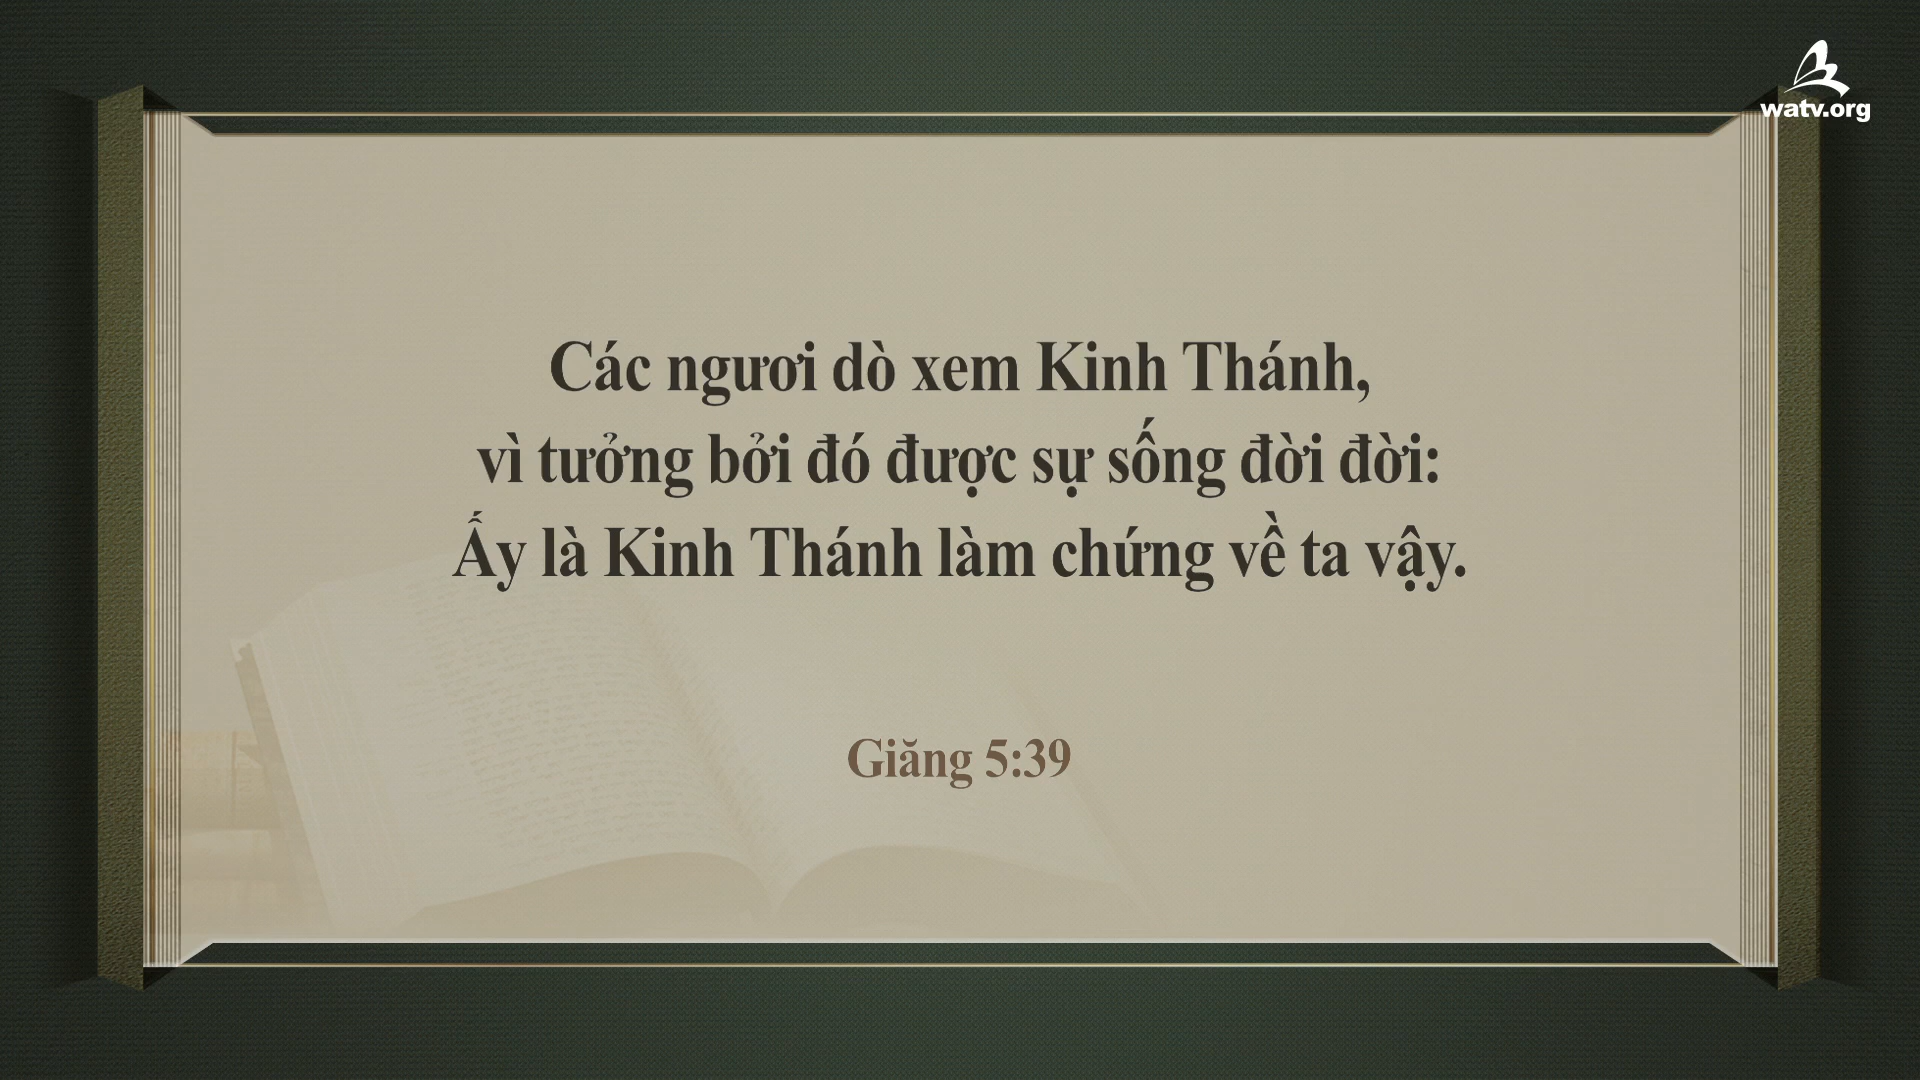 watv.org
Các ngươi dò xem Kinh Thánh,
vì tưởng bởi đó được sự sống đời đời:
Ấy là Kinh Thánh làm chứng về ta vậy.
Giăng 5:39